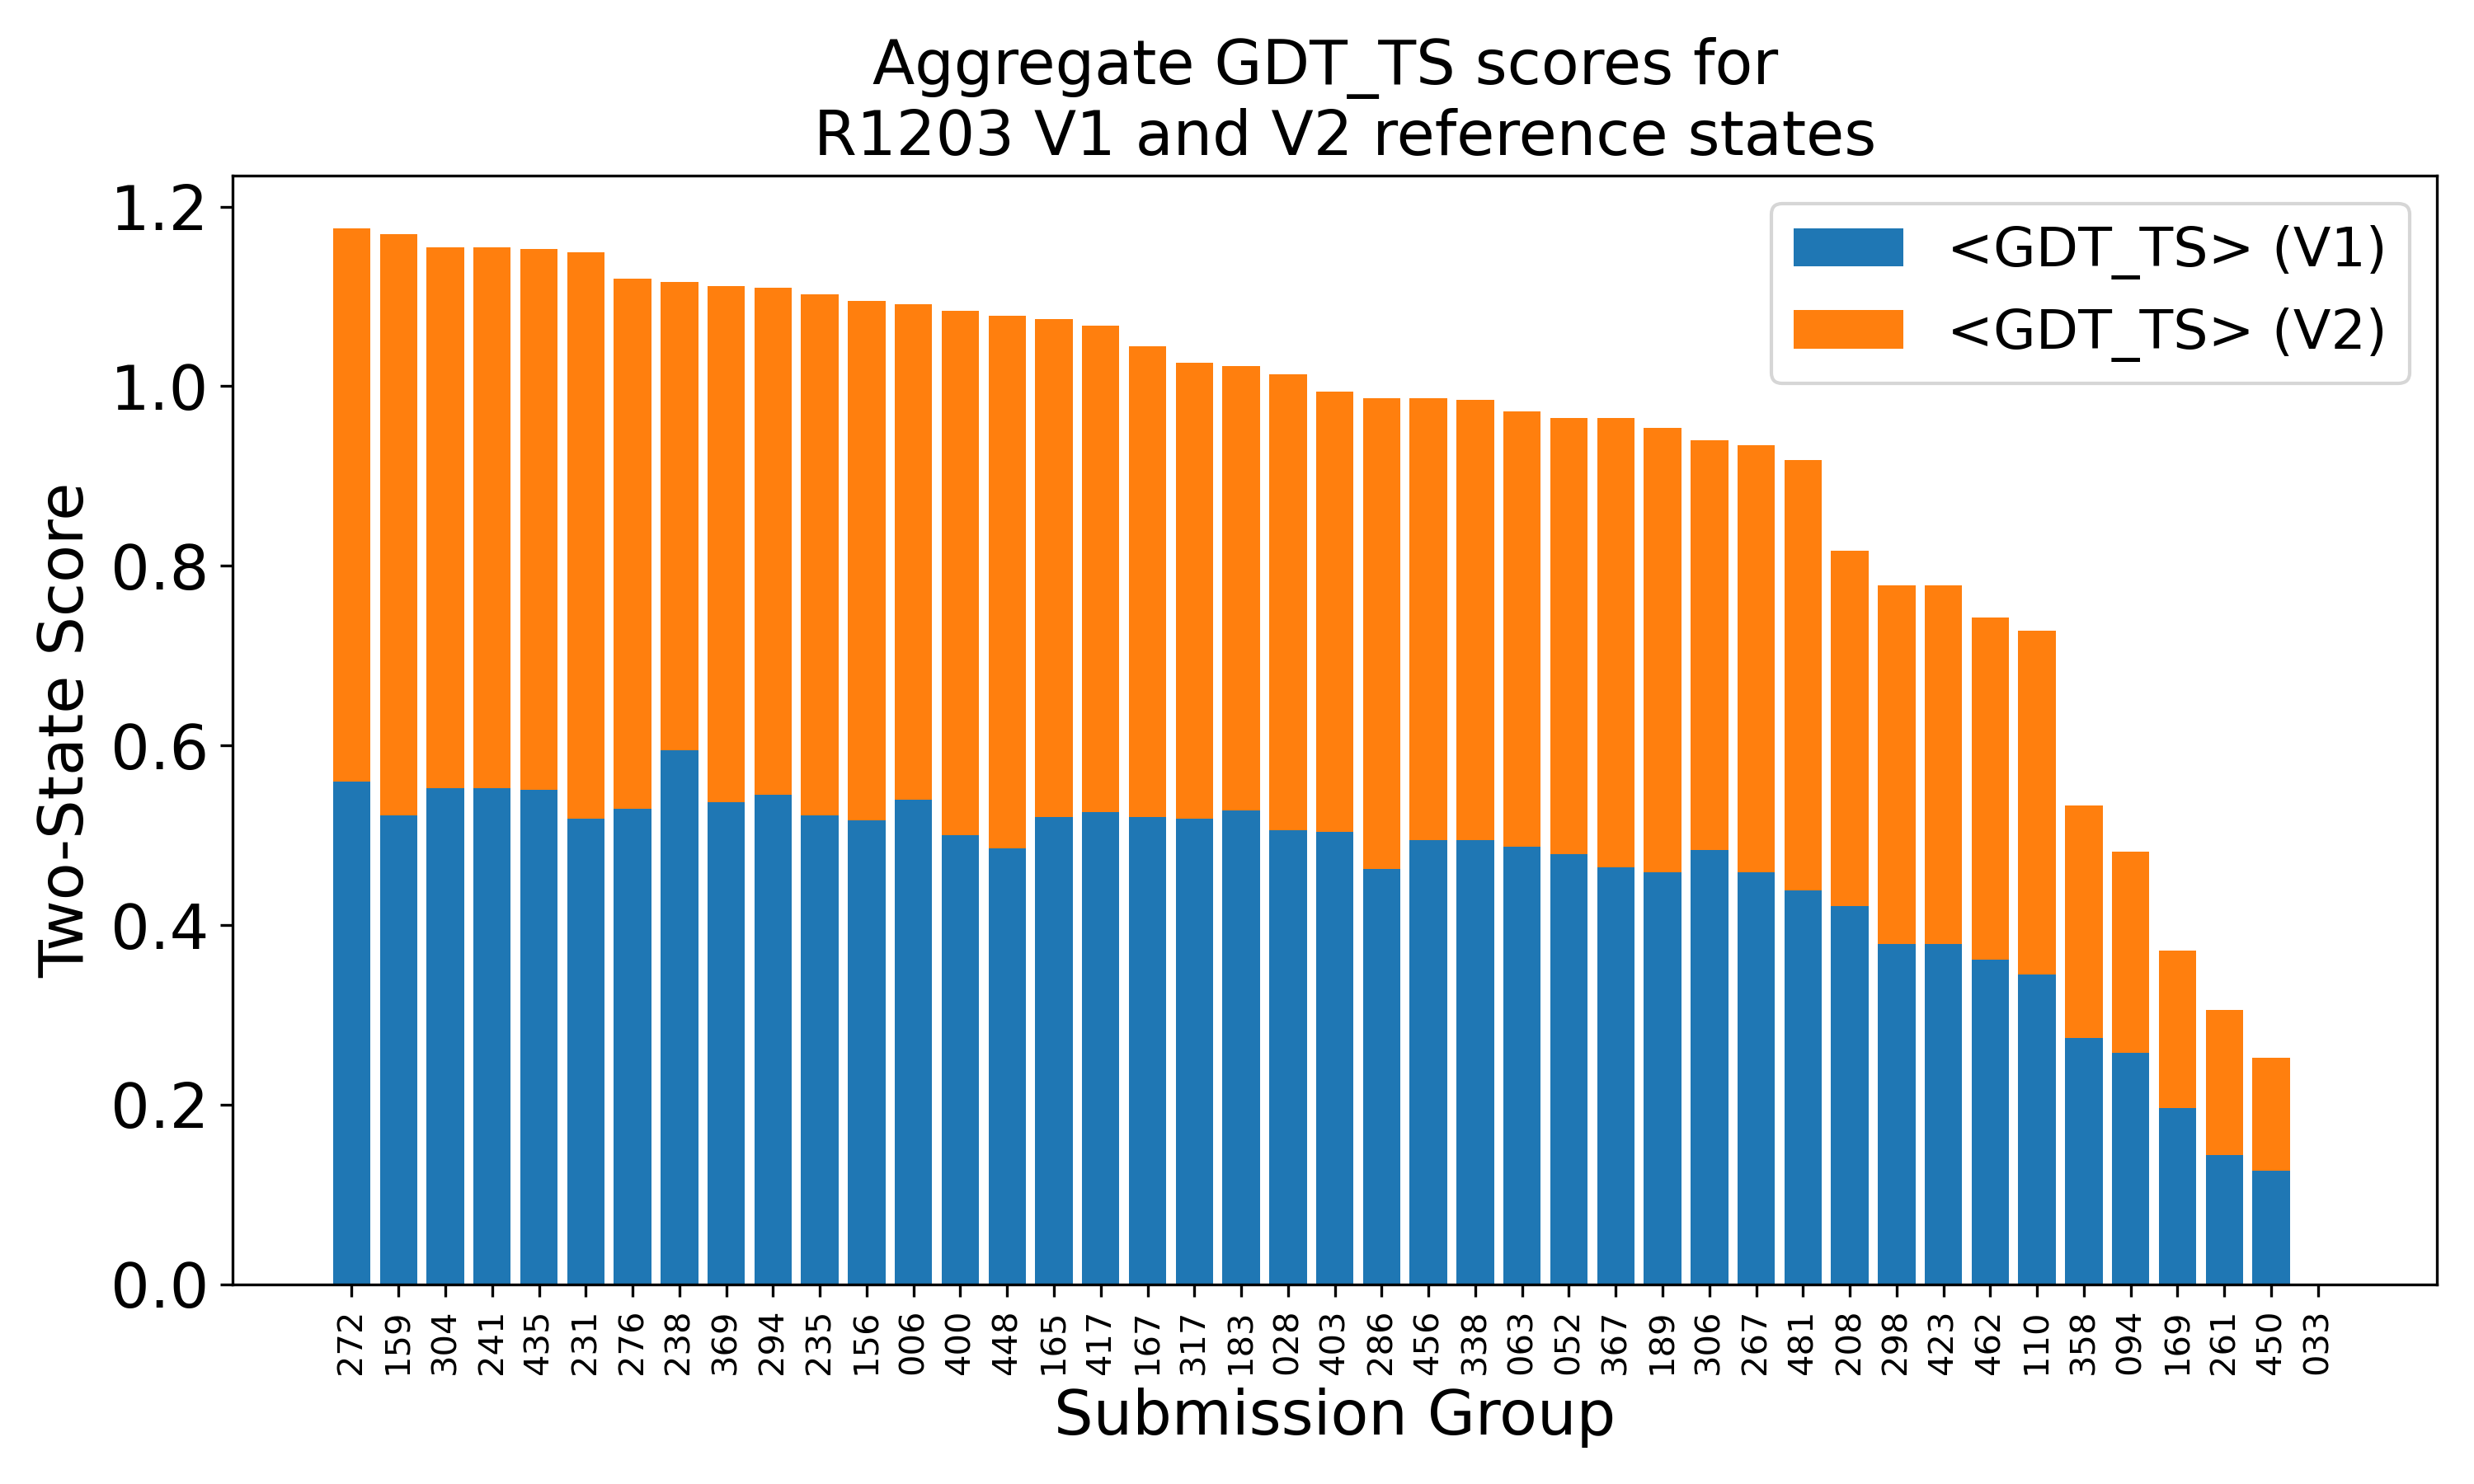 Aggregate GDT_TS scores for
R1203 V1 and V2 reference states
<GDT_TS> (V1)
<GDT_TS> (V2)
Two-State Score
1.2
1.0
0.8
0.6
0.4
0.2
0.0
272 159 304 241 435 231 276 238 369 294 235 156 006 400 448 165 417 167 317 183 028 403 286 456 338 063 052 367 189 306 267 481 208 298 423 462 110 358 094 169 261 450 033
Submission Group